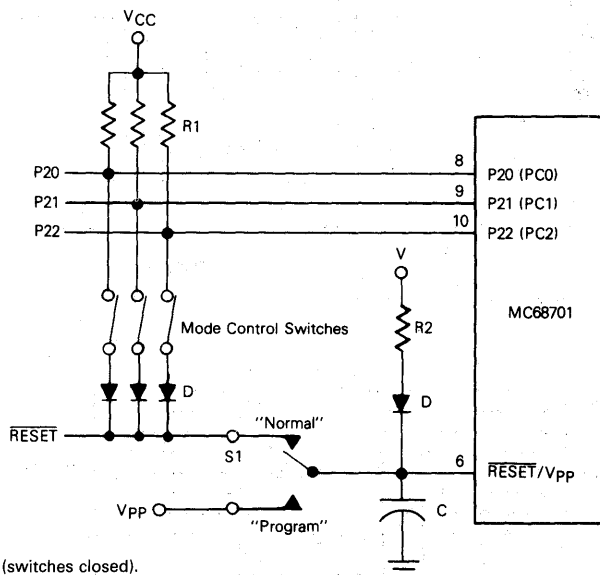 VCC
R1
P20
8
P20 (PC0)
P21
9
P21 (PC1)
P22
10
P22 (PC2)
V
MC68701
Mode Control Switches
R2
D
D
"Normal"
RESET
S1
6
RESET/VPP
C
VPP
"Program"
(switches closed).